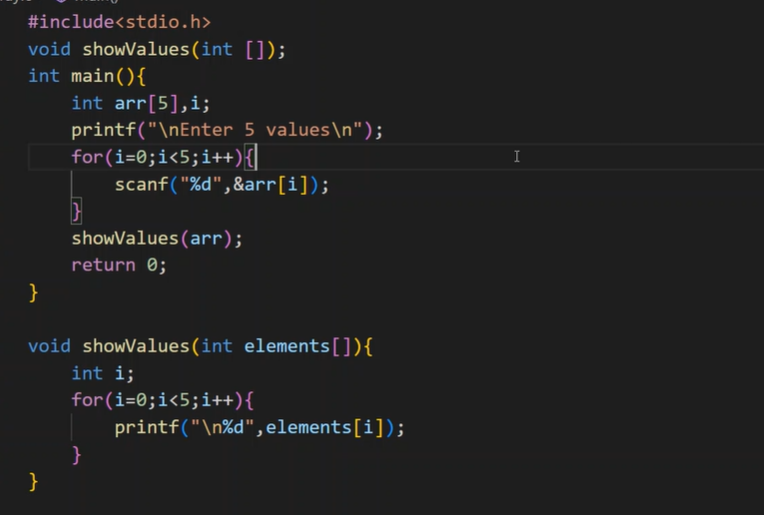 #include<stdio.h>
void showValues(int []);
int main(){
    int arr[5],i;
    printf("\nEnter 5 values\n");
    for(i=0;i<5;i++){
        scanf("%d",&arr[i]);
    }
    showValues(arr);
    return 0;
}

void showValues(int elements[]){
    int i;
    for(i=0;i<5;i++){
        printf("\n%d",elements[i]);
    }
}